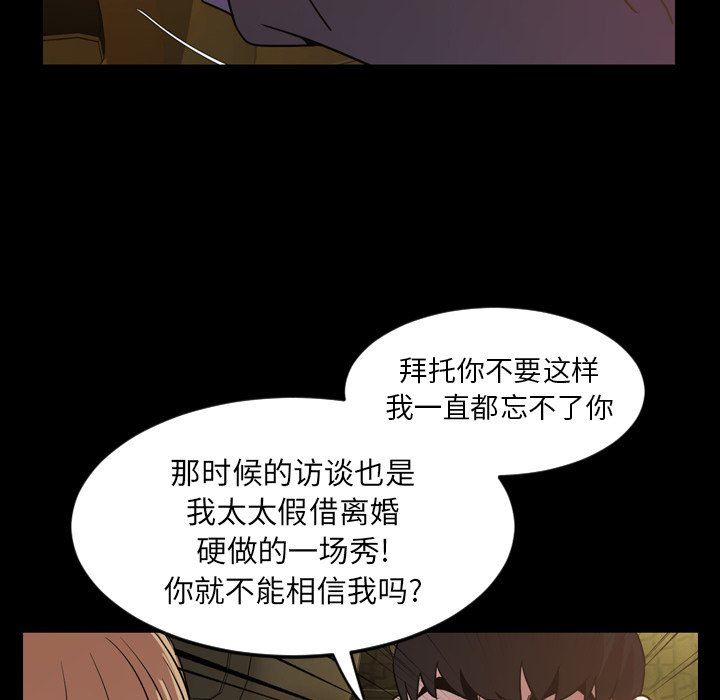 拜托你不要这样
我一直都忘不了你
那时候的访谈也是
我太太假借离婚
硬做的一场秀!
你就不能相信我吗?